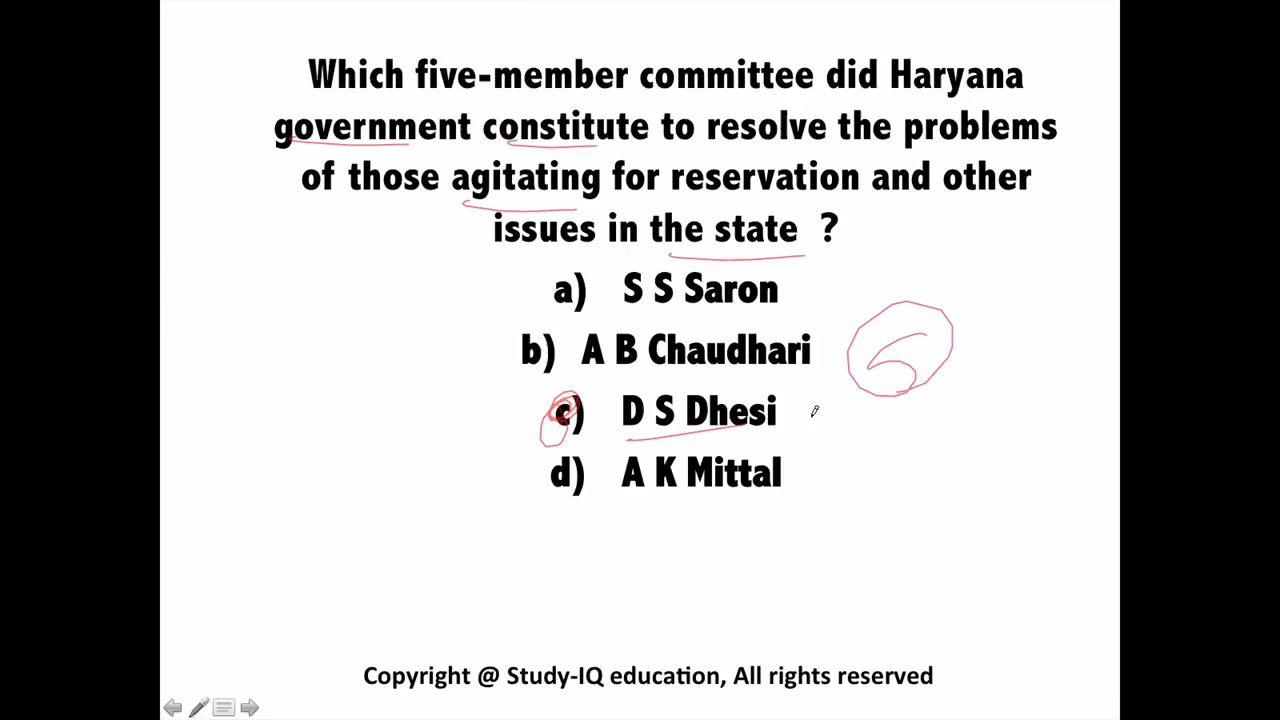 Which five-member committee did Haryana
government constitute to resolve the problems
of those agitating for reservation and other
issues in the state ?
a) S S Saron
b) A B Chaudhari
c) D S Dhesi
d) A K Mittal
Copyright @ Study-IQ education, All rights reserved